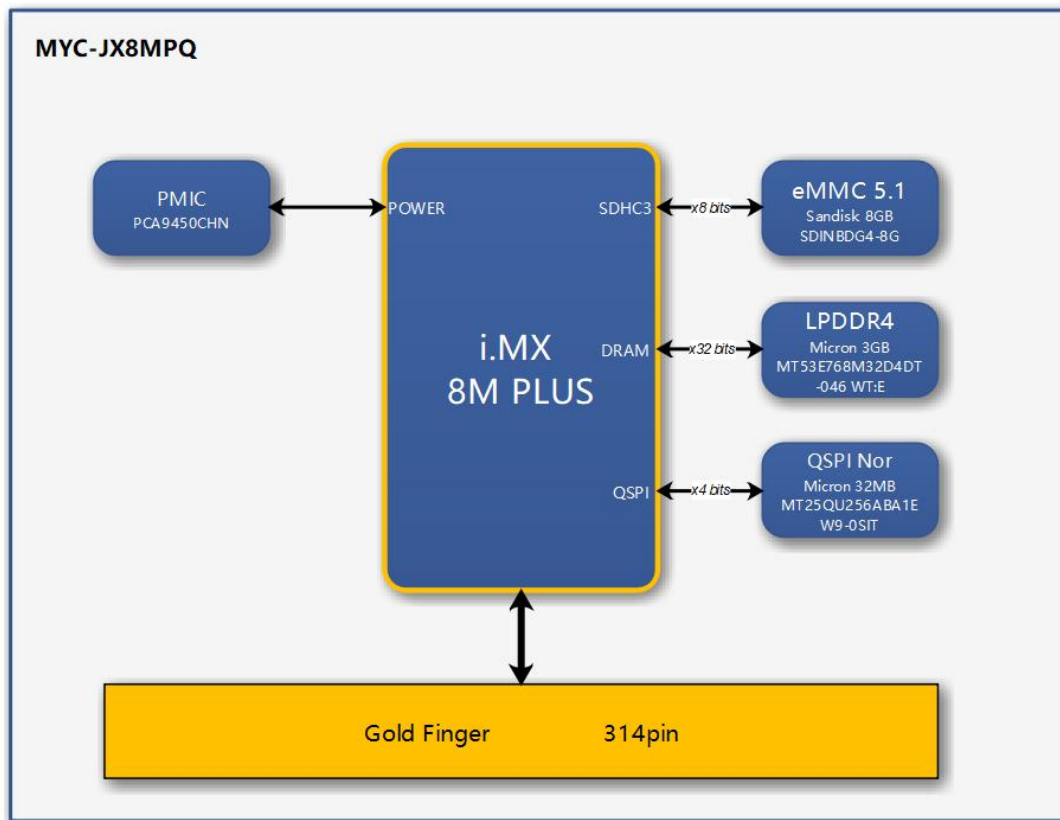 MYC-JX8MPQ
PMIC
PCA9450CHN
POWER
i.MX
8M PLUS
SDHC3
x8 bits
eMMC 5.1
Sandisk 8GB
SDINBDG4-8G
DRAM
x32 bits
LPDDR4
Micron 3GB
MT53E768M32D4DT
-046 WT:E
QSPI
x4 bits
QSPI Nor
Micron 32MB
MT25QU256ABA1E
W9-0SIT
Gold Finger 314pin